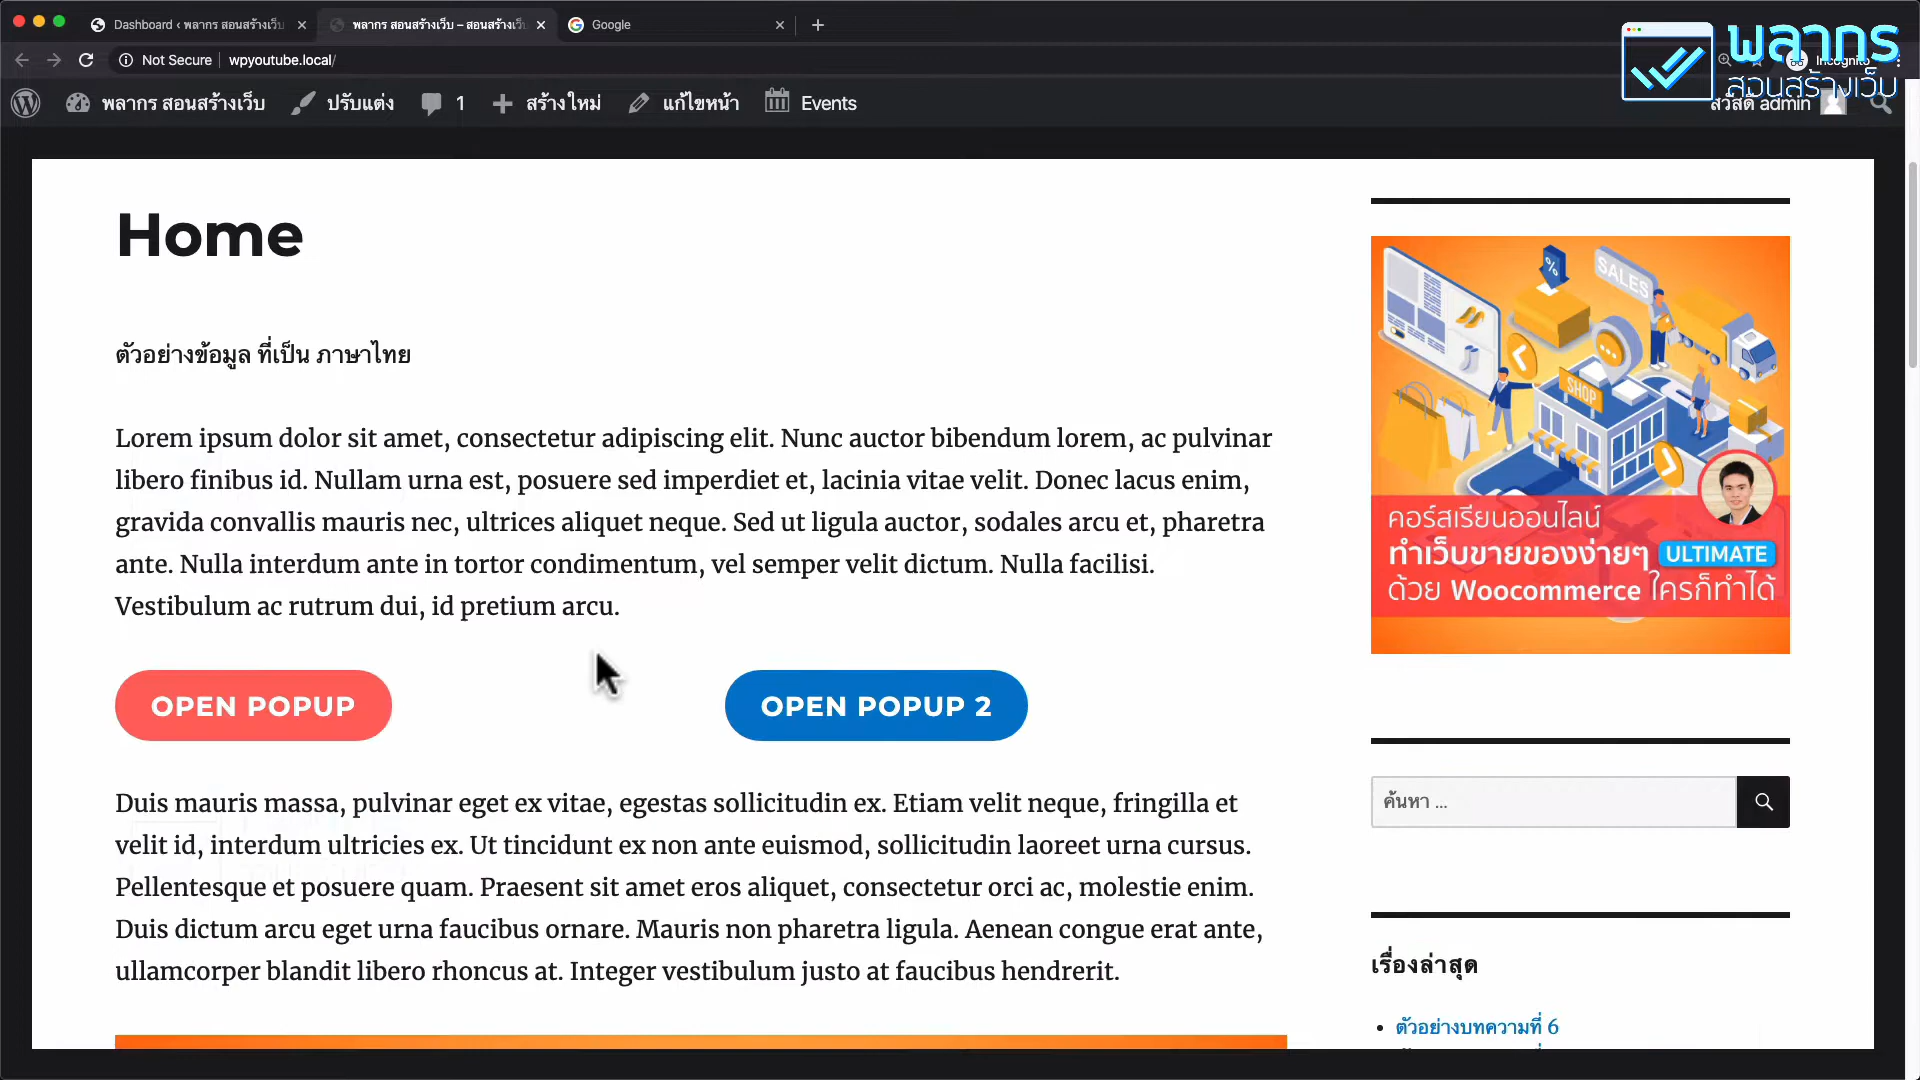 Dashboard ‹ พลากร สอนสร้างเว็บ
พลากร สอนสร้างเว็บ – สอนสร้างเว็บ
Google
Not Secure
wpyoutube.local/
Incognito
พลากร
สอนสร้างเว็บ
พลากร สอนสร้างเว็บ
ปรับแต่ง
1
สร้างใหม่
แก้ไขหน้า
Events
สวัสดี admin
Home
ตัวอย่างข้อมูล ที่เป็น ภาษาไทย
Lorem ipsum dolor sit amet, consectetur adipiscing elit. Nunc auctor bibendum lorem, ac pulvinar
libero finibus id. Nullam urna est, posuere sed imperdiet et, lacinia vitae velit. Donec lacus enim,
gravida convallis mauris nec, ultrices aliquet neque. Sed ut ligula auctor, sodales arcu et, pharetra
ante. Nulla interdum ante in tortor condimentum, vel semper velit dictum. Nulla facilisi.
Vestibulum ac rutrum dui, id pretium arcu.
OPEN POPUP
OPEN POPUP 2
Duis mauris massa, pulvinar eget ex vitae, egestas sollicitudin ex. Etiam velit neque, fringilla et
velit id, interdum ultricies ex. Ut tincidunt ex non ante euismod, sollicitudin laoreet urna cursus.
Pellentesque et posuere quam. Praesent sit amet eros aliquet, consectetur orci ac, molestie enim.
Duis dictum arcu eget urna faucibus ornare. Mauris non pharetra ligula. Aenean congue erat ante,
ullamcorper blandit libero rhoncus at. Integer vestibulum justo at faucibus hendrerit.
%
SALES
SHOP
คอร์สเรียนออนไลน์
ทำเว็บขายของง่ายๆ ULTIMATE
ด้วย Woocommerce ใครก็ทำได้
ค้นหา ...
เรื่องล่าสุด
ตัวอย่างบทความที่ 6